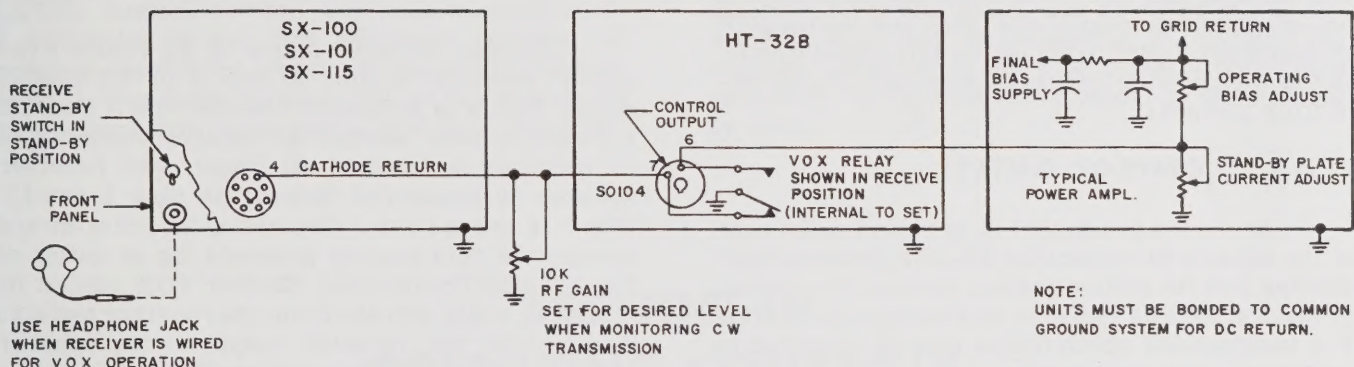 SX-100
SX-101
SX-115
RECEIVE
STAND-BY
SWITCH IN
STAND-BY
POSITION
FRONT
PANEL
4
CATHODE RETURN
USE HEADPHONE JACK
WHEN RECEIVER IS WIRED
FOR VOX OPERATION
10K
RF GAIN
SET FOR DESIRED LEVEL
WHEN MONITORING CW
TRANSMISSION
HT-32B
CONTROL
OUTPUT
6
7
SO104
VOX RELAY
SHOWN IN RECEIVE
POSITION
(INTERNAL TO SET)
TO GRID RETURN
FINAL
BIAS
SUPPLY
OPERATING
BIAS ADJUST
STAND-BY PLATE
CURRENT ADJUST
TYPICAL
POWER AMPL.
NOTE:
UNITS MUST BE BONDED TO COMMON
GROUND SYSTEM FOR DC RETURN.